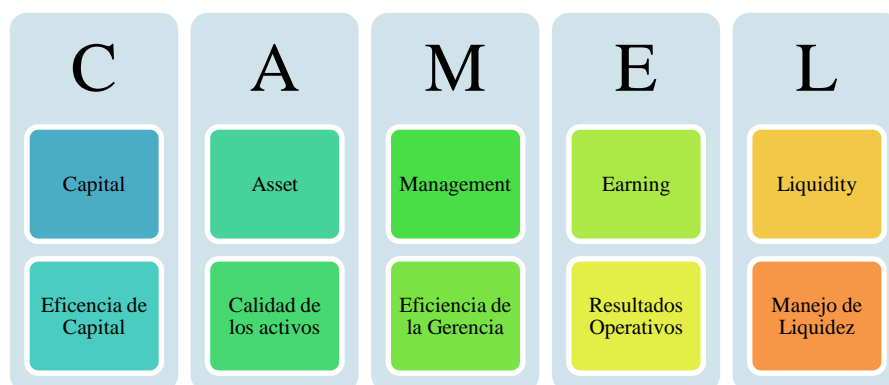 C
Capital
Eficencia de
Capital
A
Asset
Calidad de
los activos
M
Management
Eficiencia de
la Gerencia
E
Earning
Resultados
Operativos
L
Liquidity
Manejo de
Liquidez